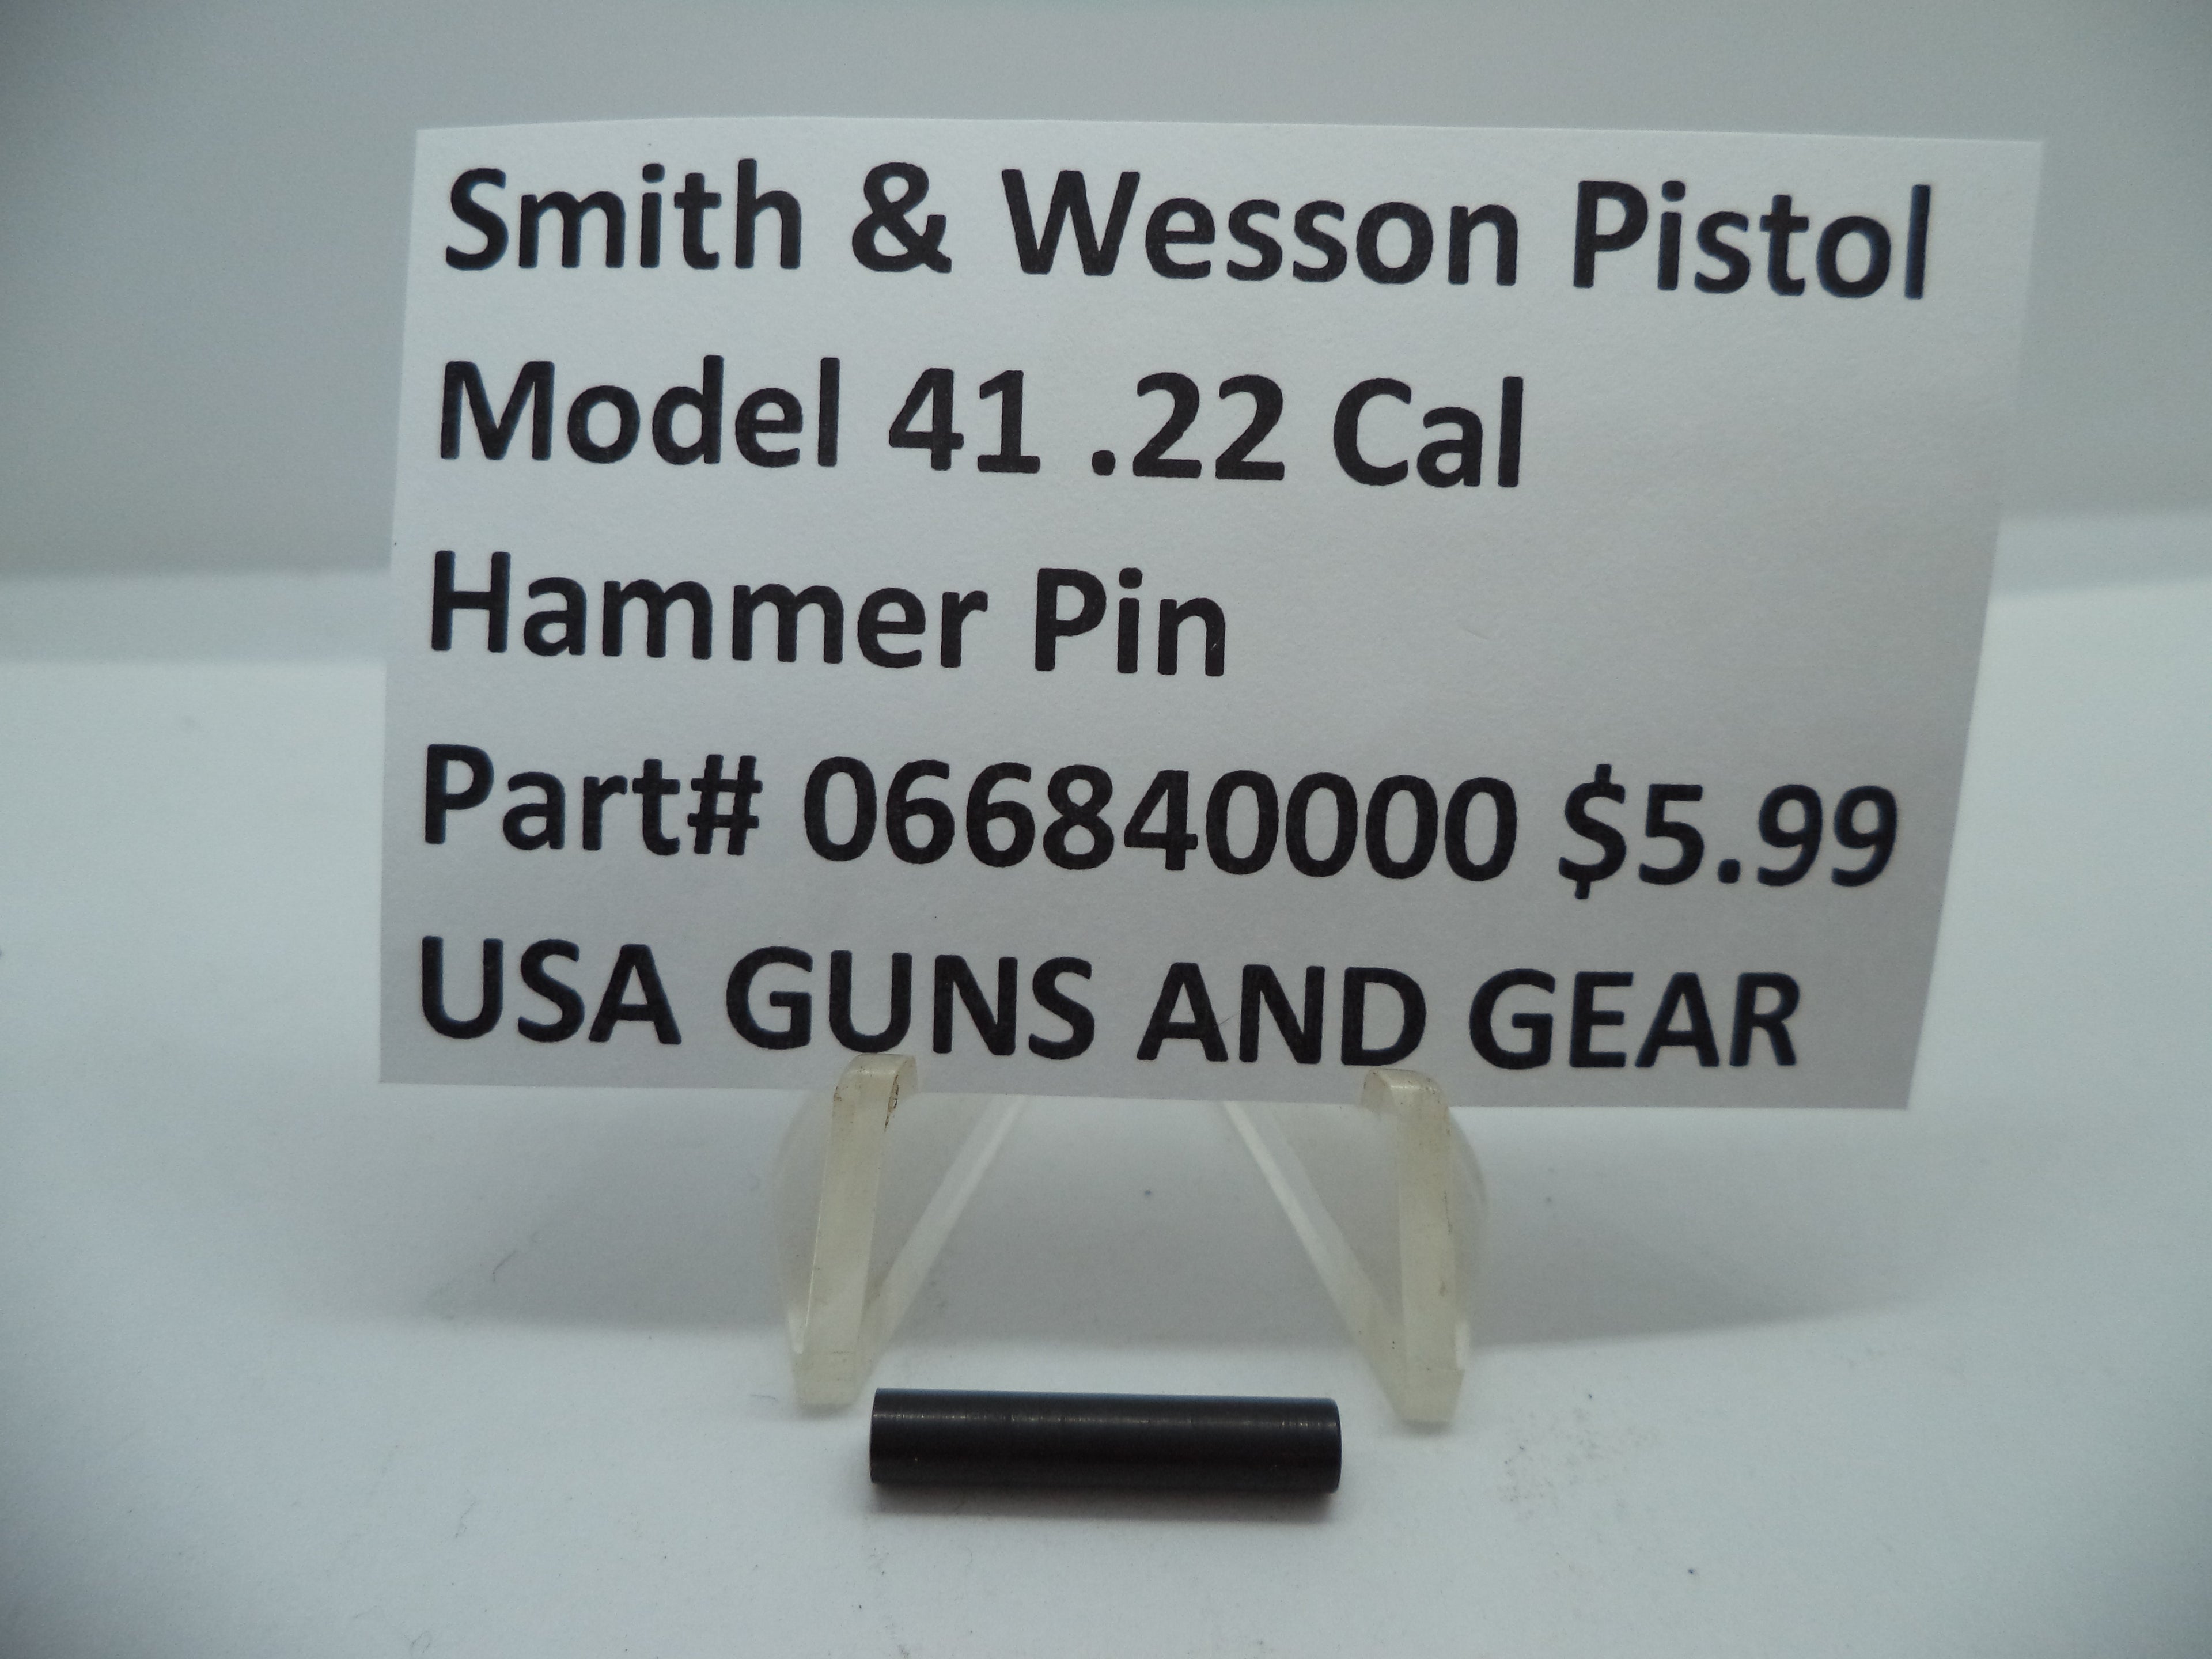 Smith & Wesson Pistol
Model 41 .22 Cal
Hammer Pin
Part# 066840000 $5.99
USA GUNS AND GEAR